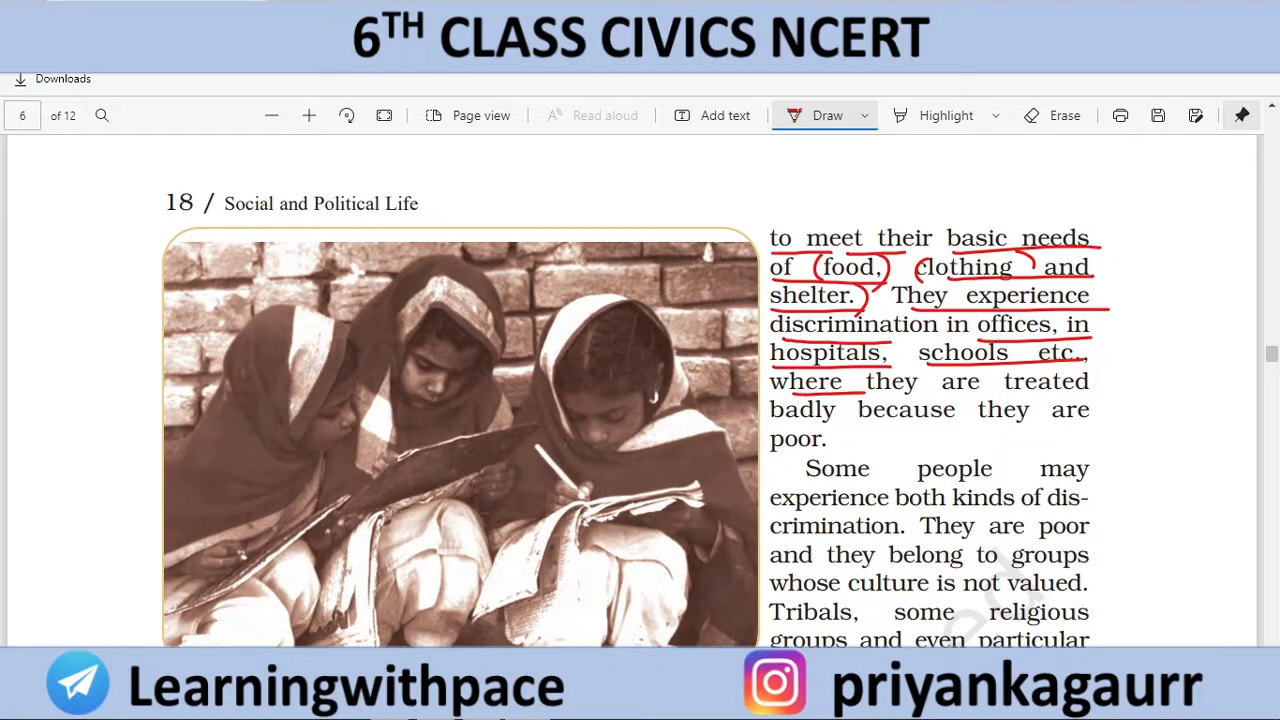 6TH CLASS CIVICS NCERT
Downloads
6 of 12 Page view Read aloud Add text Draw Highlight Erase
18 / Social and Political Life
to meet their basic needs
of food, clothing and
shelter. They experience
discrimination in offices, in
hospitals, schools etc.,
where they are treated
badly because they are
poor.
Some people may
experience both kinds of dis-
crimination. They are poor
and they belong to groups
whose culture is not valued.
Tribals, some religious
groups and even particular
Learningwithpace priyankagaurr